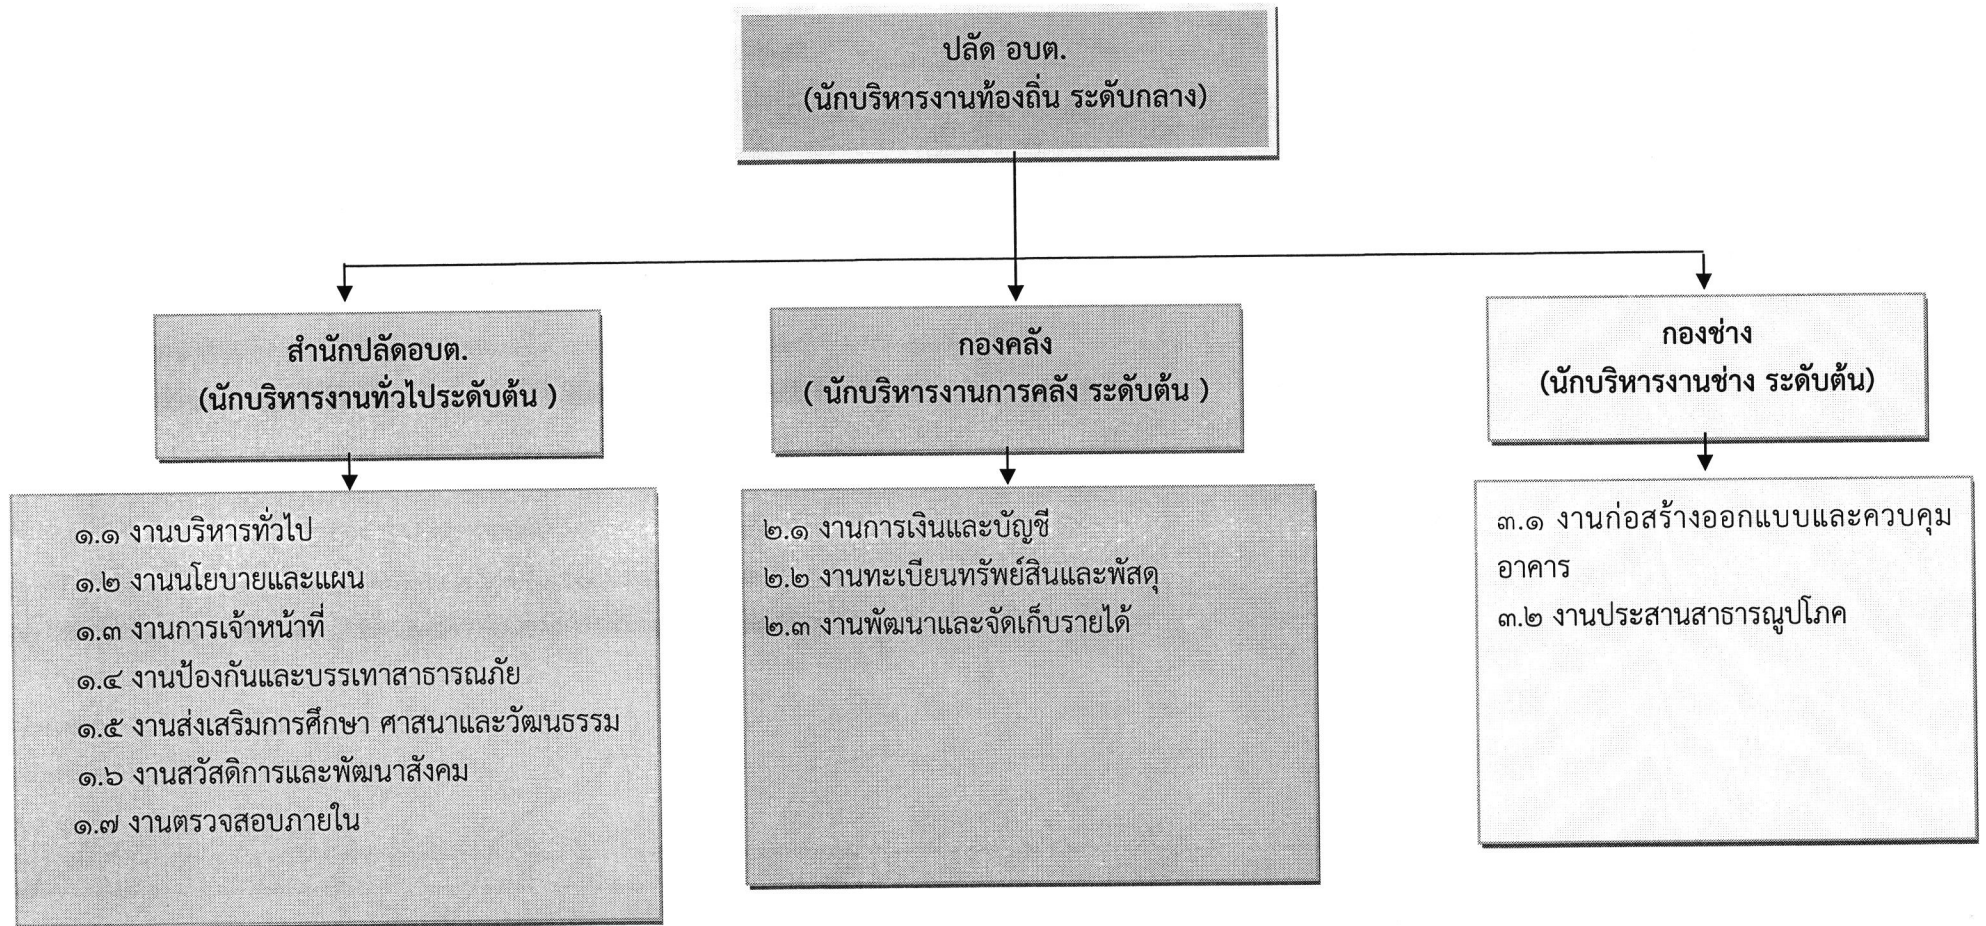 ปลัด อบต.
(นักบริหารงานท้องถิ่น ระดับกลาง)
สำนักปลัดอบต.
(นักบริหารงานทั่วไประดับต้น )
กองคลัง
( นักบริหารงานการคลัง ระดับต้น )
กองช่าง
(นักบริหารงานช่าง ระดับต้น)
๑.๑ งานบริหารทั่วไป
๑.๒ งานนโยบายและแผน
๑.๓ งานการเจ้าหน้าที่
๑.๔ งานป้องกันและบรรเทาสาธารณภัย
๑.๕ งานส่งเสริมการศึกษา ศาสนาและวัฒนธรรม
๑.๖ งานสวัสดิการและพัฒนาสังคม
๑.๗ งานตรวจสอบภายใน
๒.๑ งานการเงินและบัญชี
๒.๒ งานทะเบียนทรัพย์สินและพัสดุ
๒.๓ งานพัฒนาและจัดเก็บรายได้
๓.๑ งานก่อสร้างออกแบบและควบคุม
อาคาร
๓.๒ งานประสานสาธารณูปโภค